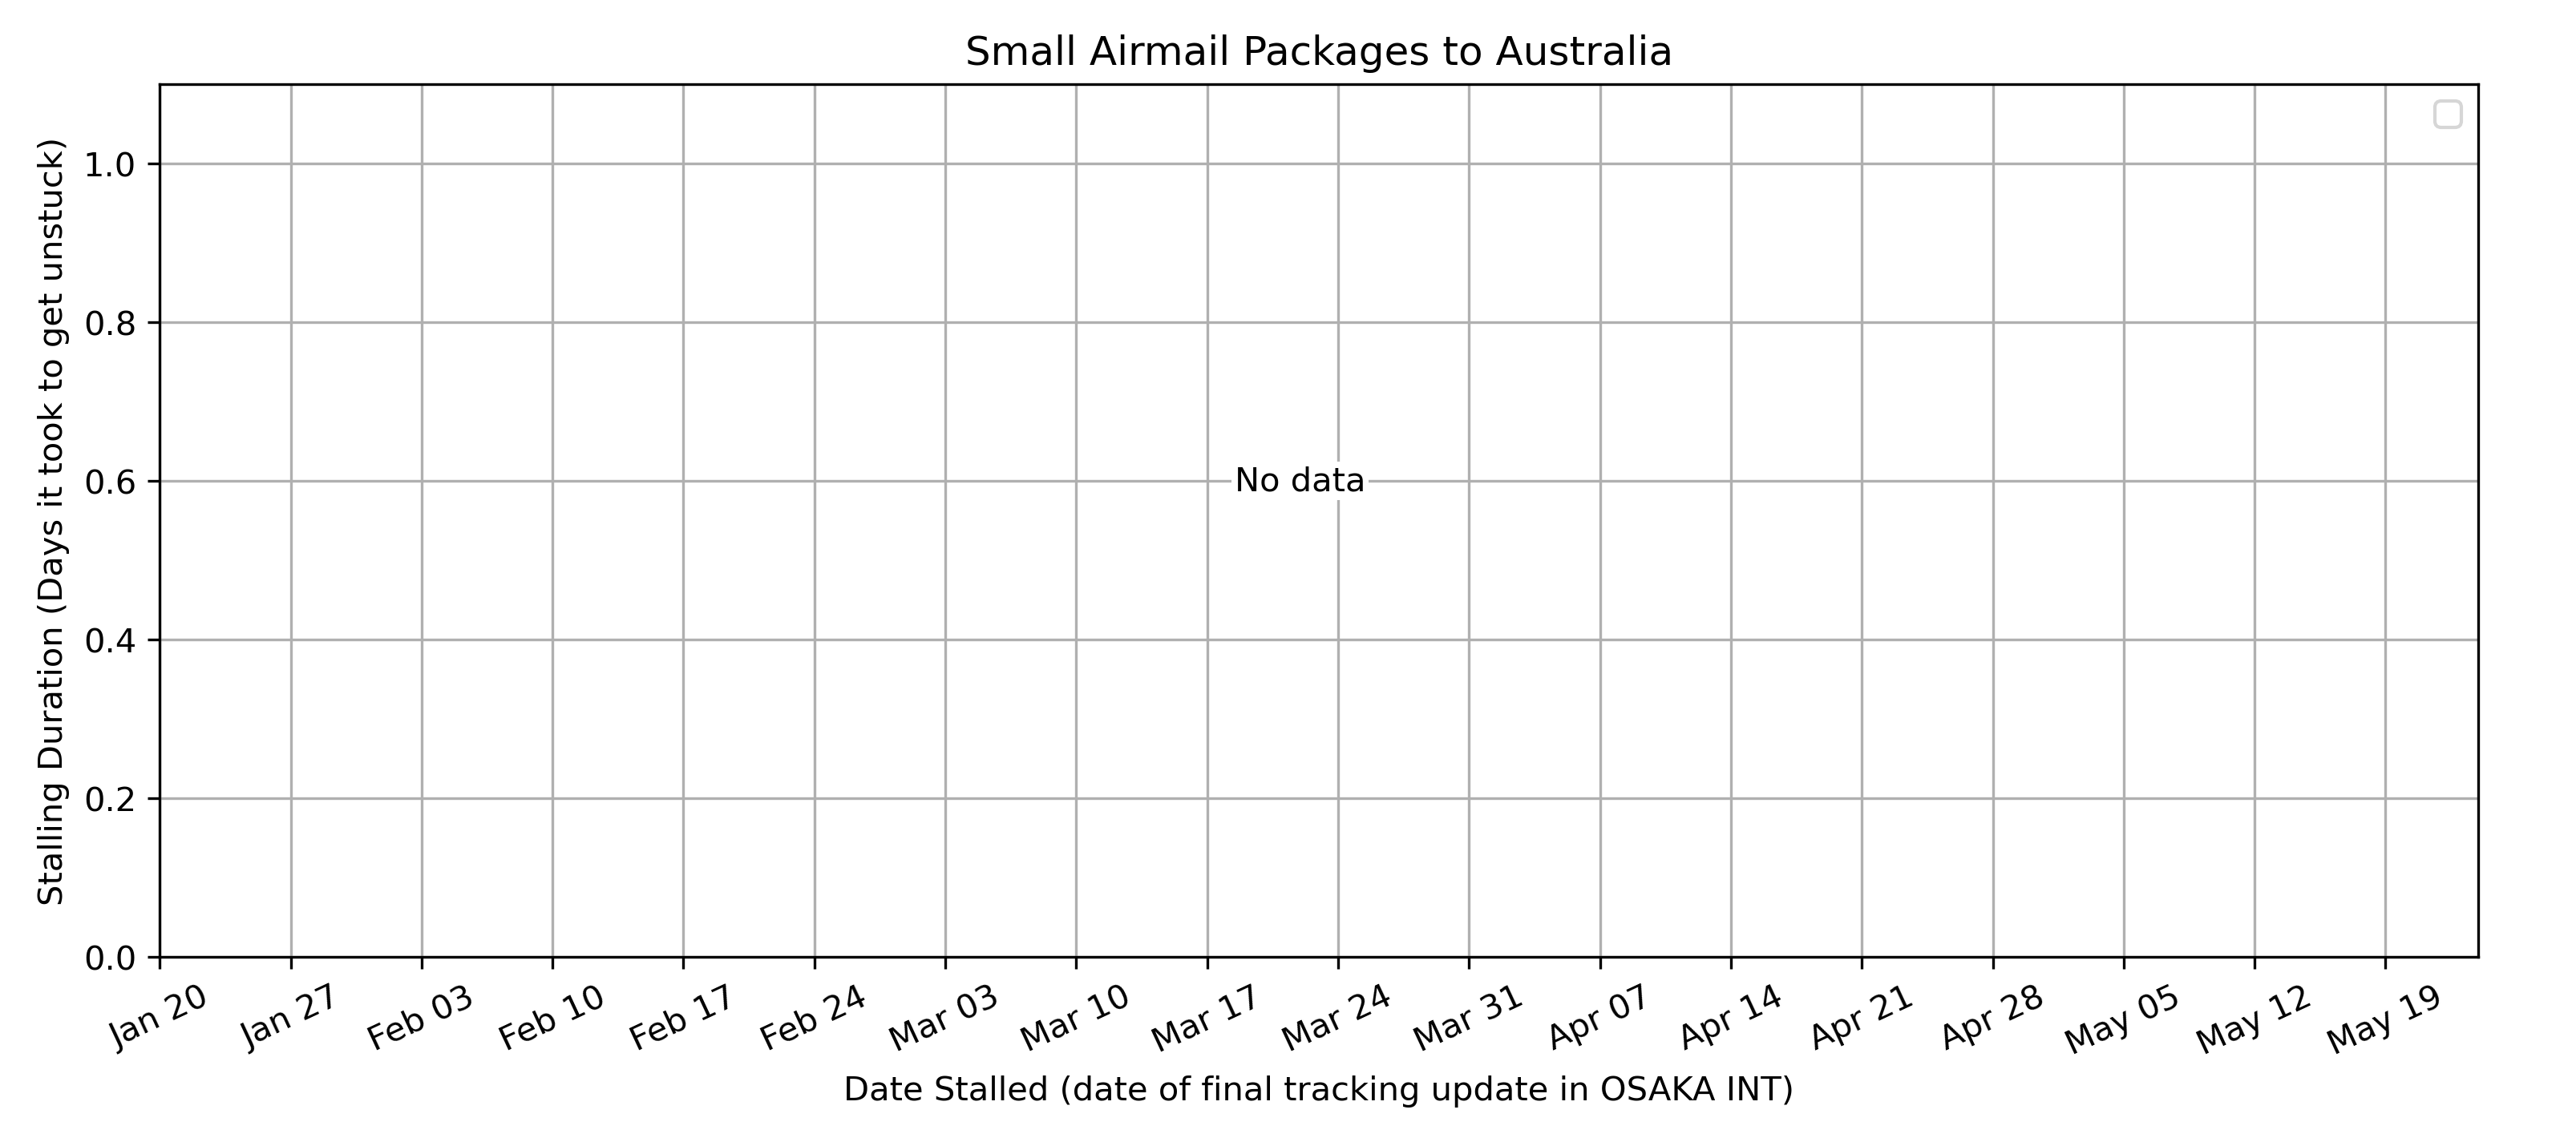 Small Airmail Packages to Australia
Stalling Duration (Days it took to get unstuck)
1.0
0.8
0.6
0.4
0.2
0.0
No data
Jan 20 Jan 27 Feb 03 Feb 10 Feb 17 Feb 24 Mar 03 Mar 10 Mar 17 Mar 24 Mar 31 Apr 07 Apr 14 Apr 21 Apr 28 May 05 May 12 May 19
Date Stalled (date of final tracking update in OSAKA INT)